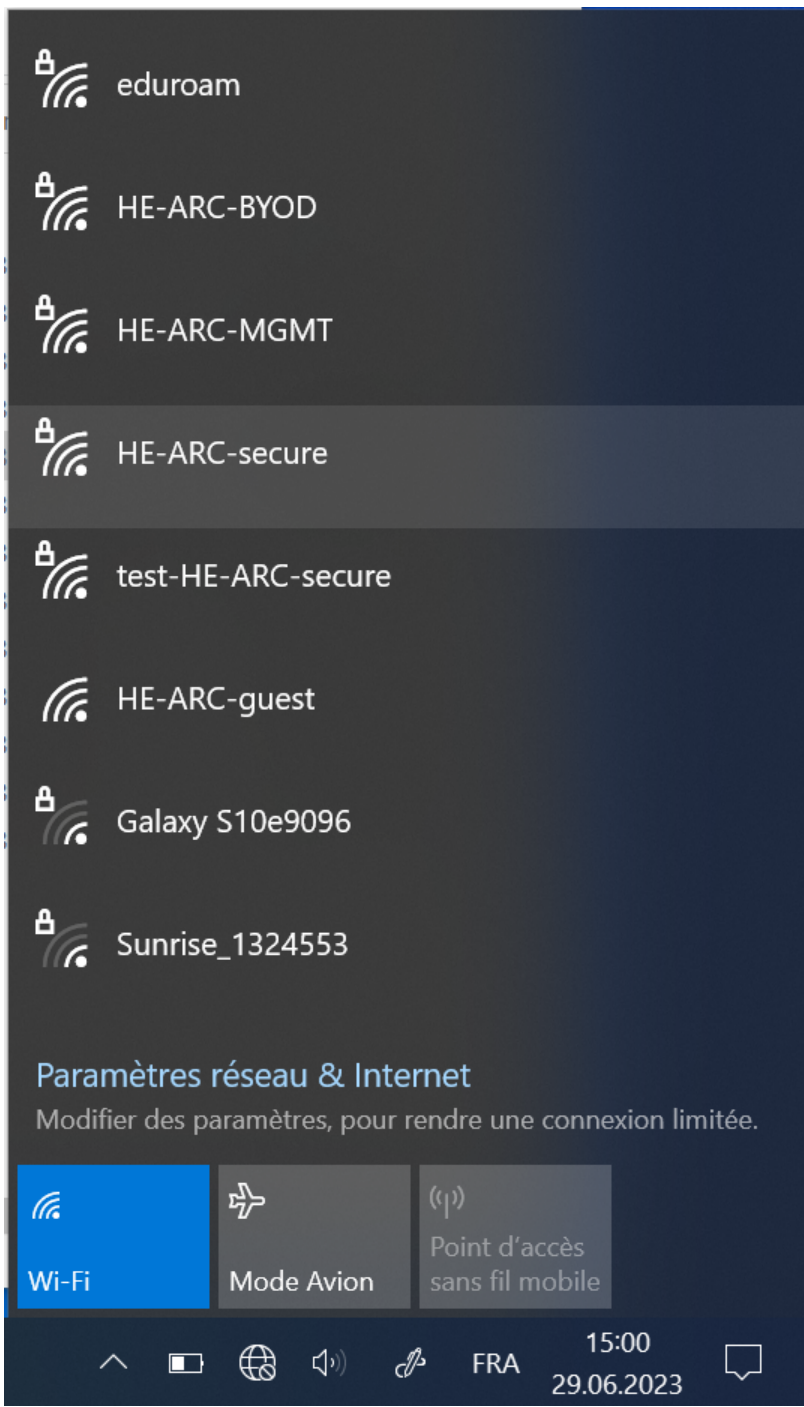 eduroam
HE-ARC-BYOD
HE-ARC-MGMT
HE-ARC-secure
test-HE-ARC-secure
HE-ARC-guest
Galaxy S10e9096
Sunrise_1324553
Paramètres réseau & Internet
Modifier des paramètres, pour rendre une connexion limitée.
Wi-Fi
Mode Avion
Point d'accès
sans fil mobile
FRA
15:00
29.06.2023